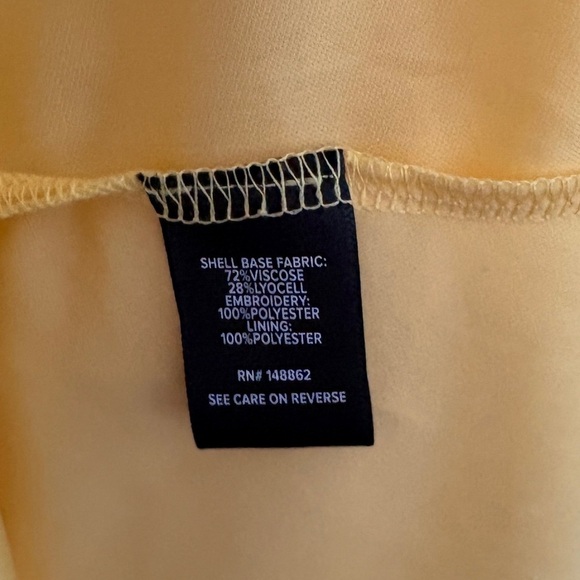 SHELL BASE FABRIC:
72%VISCOSE
28%LYOCELL
EMBROIDERY:
100%POLYESTER
LINING:
100%POLYESTER
RN# 148862
SEE CARE ON REVERSE